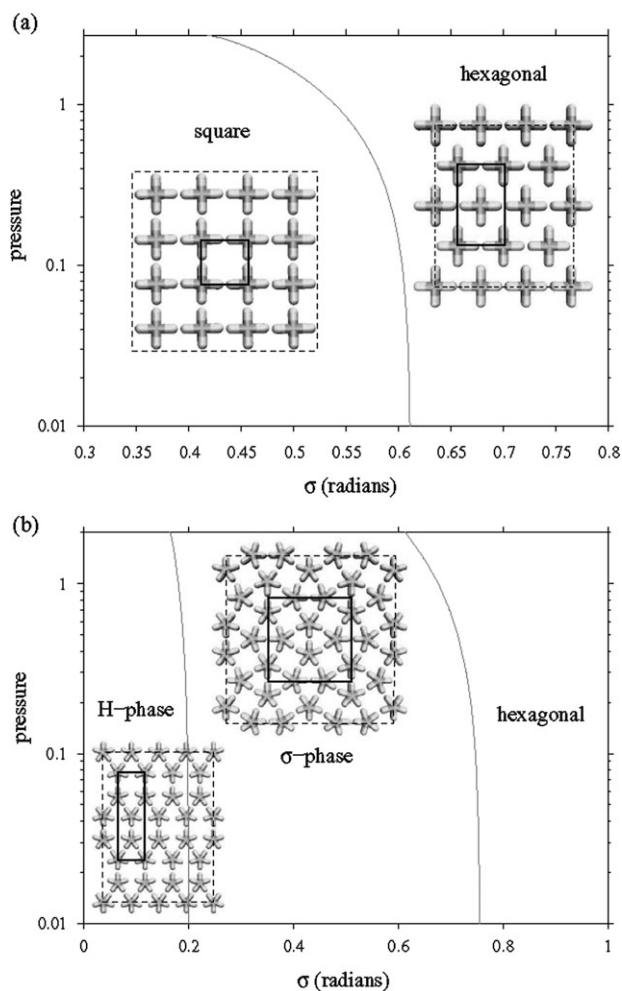 (a)
hexagonal
1
square
pressure
0.1
0.01
0.3 0.35 0.4 0.45 0.5 0.55 0.6 0.65 0.7 0.75 0.8
σ (radians)
(b)
1
H-phase
pressure
σ-phase
hexagonal
0.1
0.01
0 0.2 0.4 0.6 0.8 1
σ (radians)